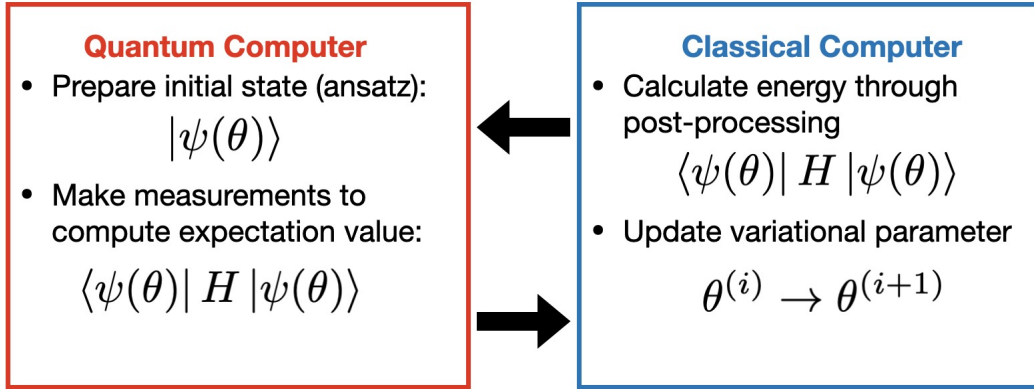 Quantum Computer
• Prepare initial state (ansatz):
|ψ(θ)⟩
• Make measurements to
compute expectation value:
⟨ψ(θ)| H |ψ(θ)⟩
Classical Computer
• Calculate energy through
post-processing
⟨ψ(θ)| H |ψ(θ)⟩
• Update variational parameter
θ⁽ⁱ⁾ → θ⁽ⁱ⁺¹⁾